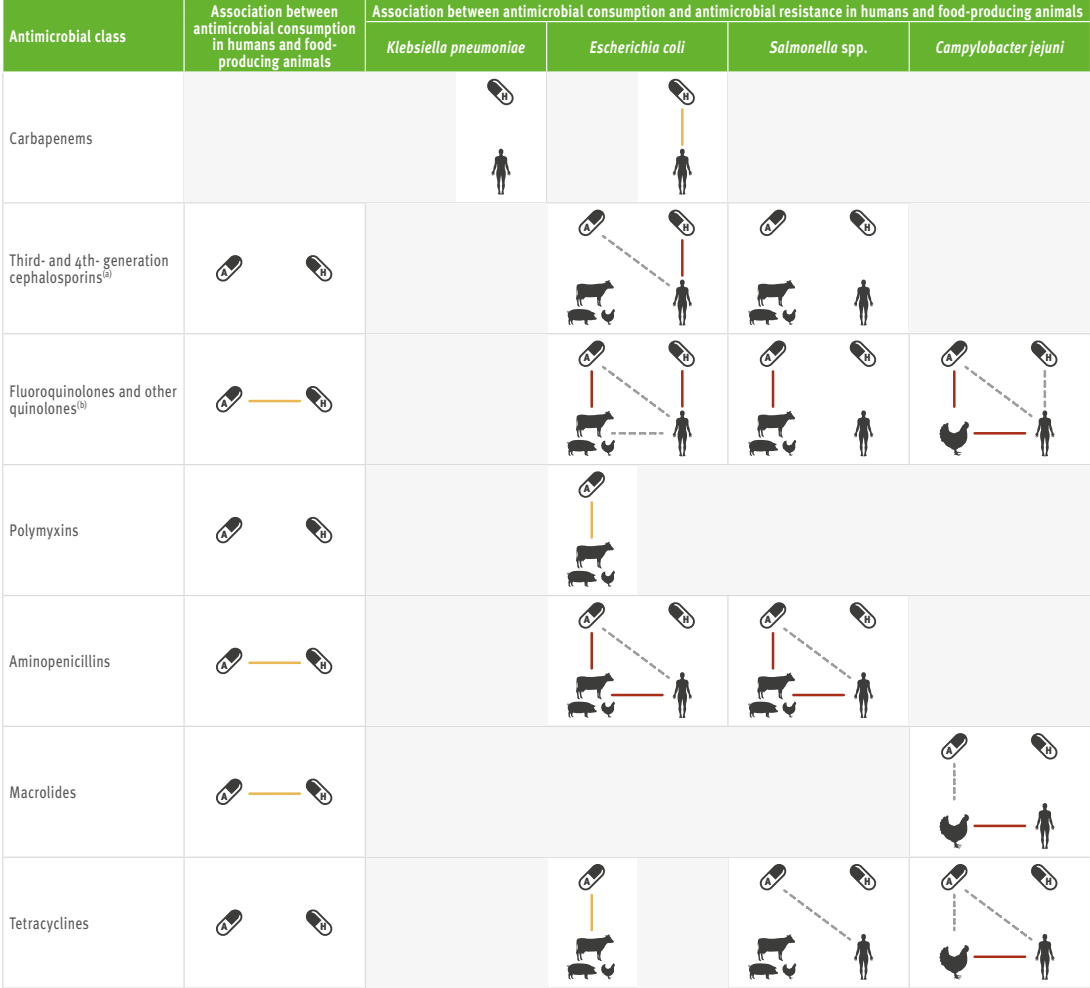 Antimicrobial class
Association between
antimicrobial consumption
in humans and food-
producing animals
Association between antimicrobial consumption and antimicrobial resistance in humans and food-producing animals
Klebsiella pneumoniae
Escherichia coli
Salmonella spp.
Campylobacter jejuni
Carbapenems
H
H
Third- and 4th- generation
cephalosporins(a)
A
H
A
H
A
H
Fluoroquinolones and other
quinolones(b)
A
H
A
H
A
H
A
H
Polymyxins
A
H
A
Aminopenicillins
A
H
A
H
A
H
Macrolides
A
H
A
H
Tetracyclines
A
H
A
A
H
A
H